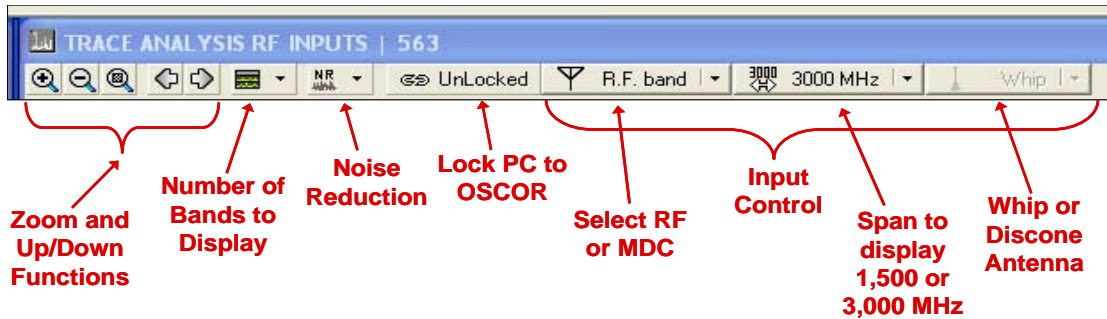 TRACE ANALYSIS RF INPUTS | 563
NR
UnLocked
R.F. band
3000
3000 MHz
Whip
Zoom and
Up/Down
Functions
Number of
Bands to
Display
Noise
Reduction
Lock PC to
OSCOR
Select RF
or MDC
Input
Control
Span to
display
1,500 or
3,000 MHz
Whip or
Discone
Antenna